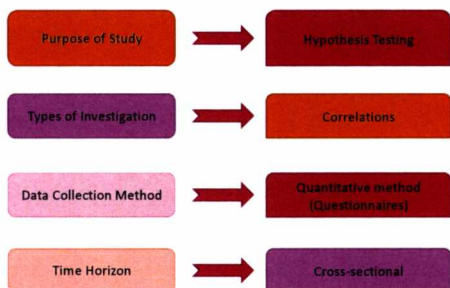 Purpose of Study
Hypothesis Testing
Types of Investigation
Correlations
Data Collection Method
Quantitative method
(Questionnaires)
Time Horizon
Cross-sectional